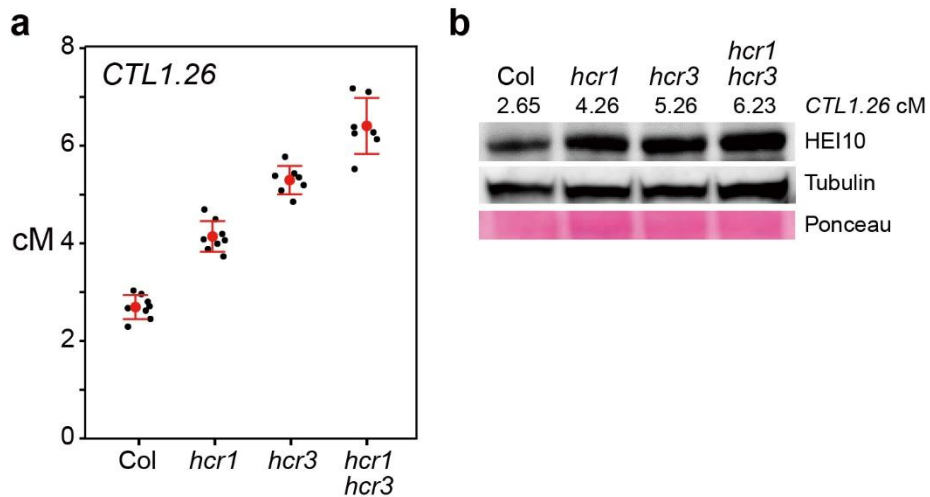 a
CTL1.26
8
6
cM
4
2
0
Col
hcr1
hcr3
hcr1
hcr3
b
Col
hcr1
hcr3
hcr1
hcr3
2.65
4.26
5.26
6.23
CTL1.26 cM
HEI10
Tubulin
Ponceau